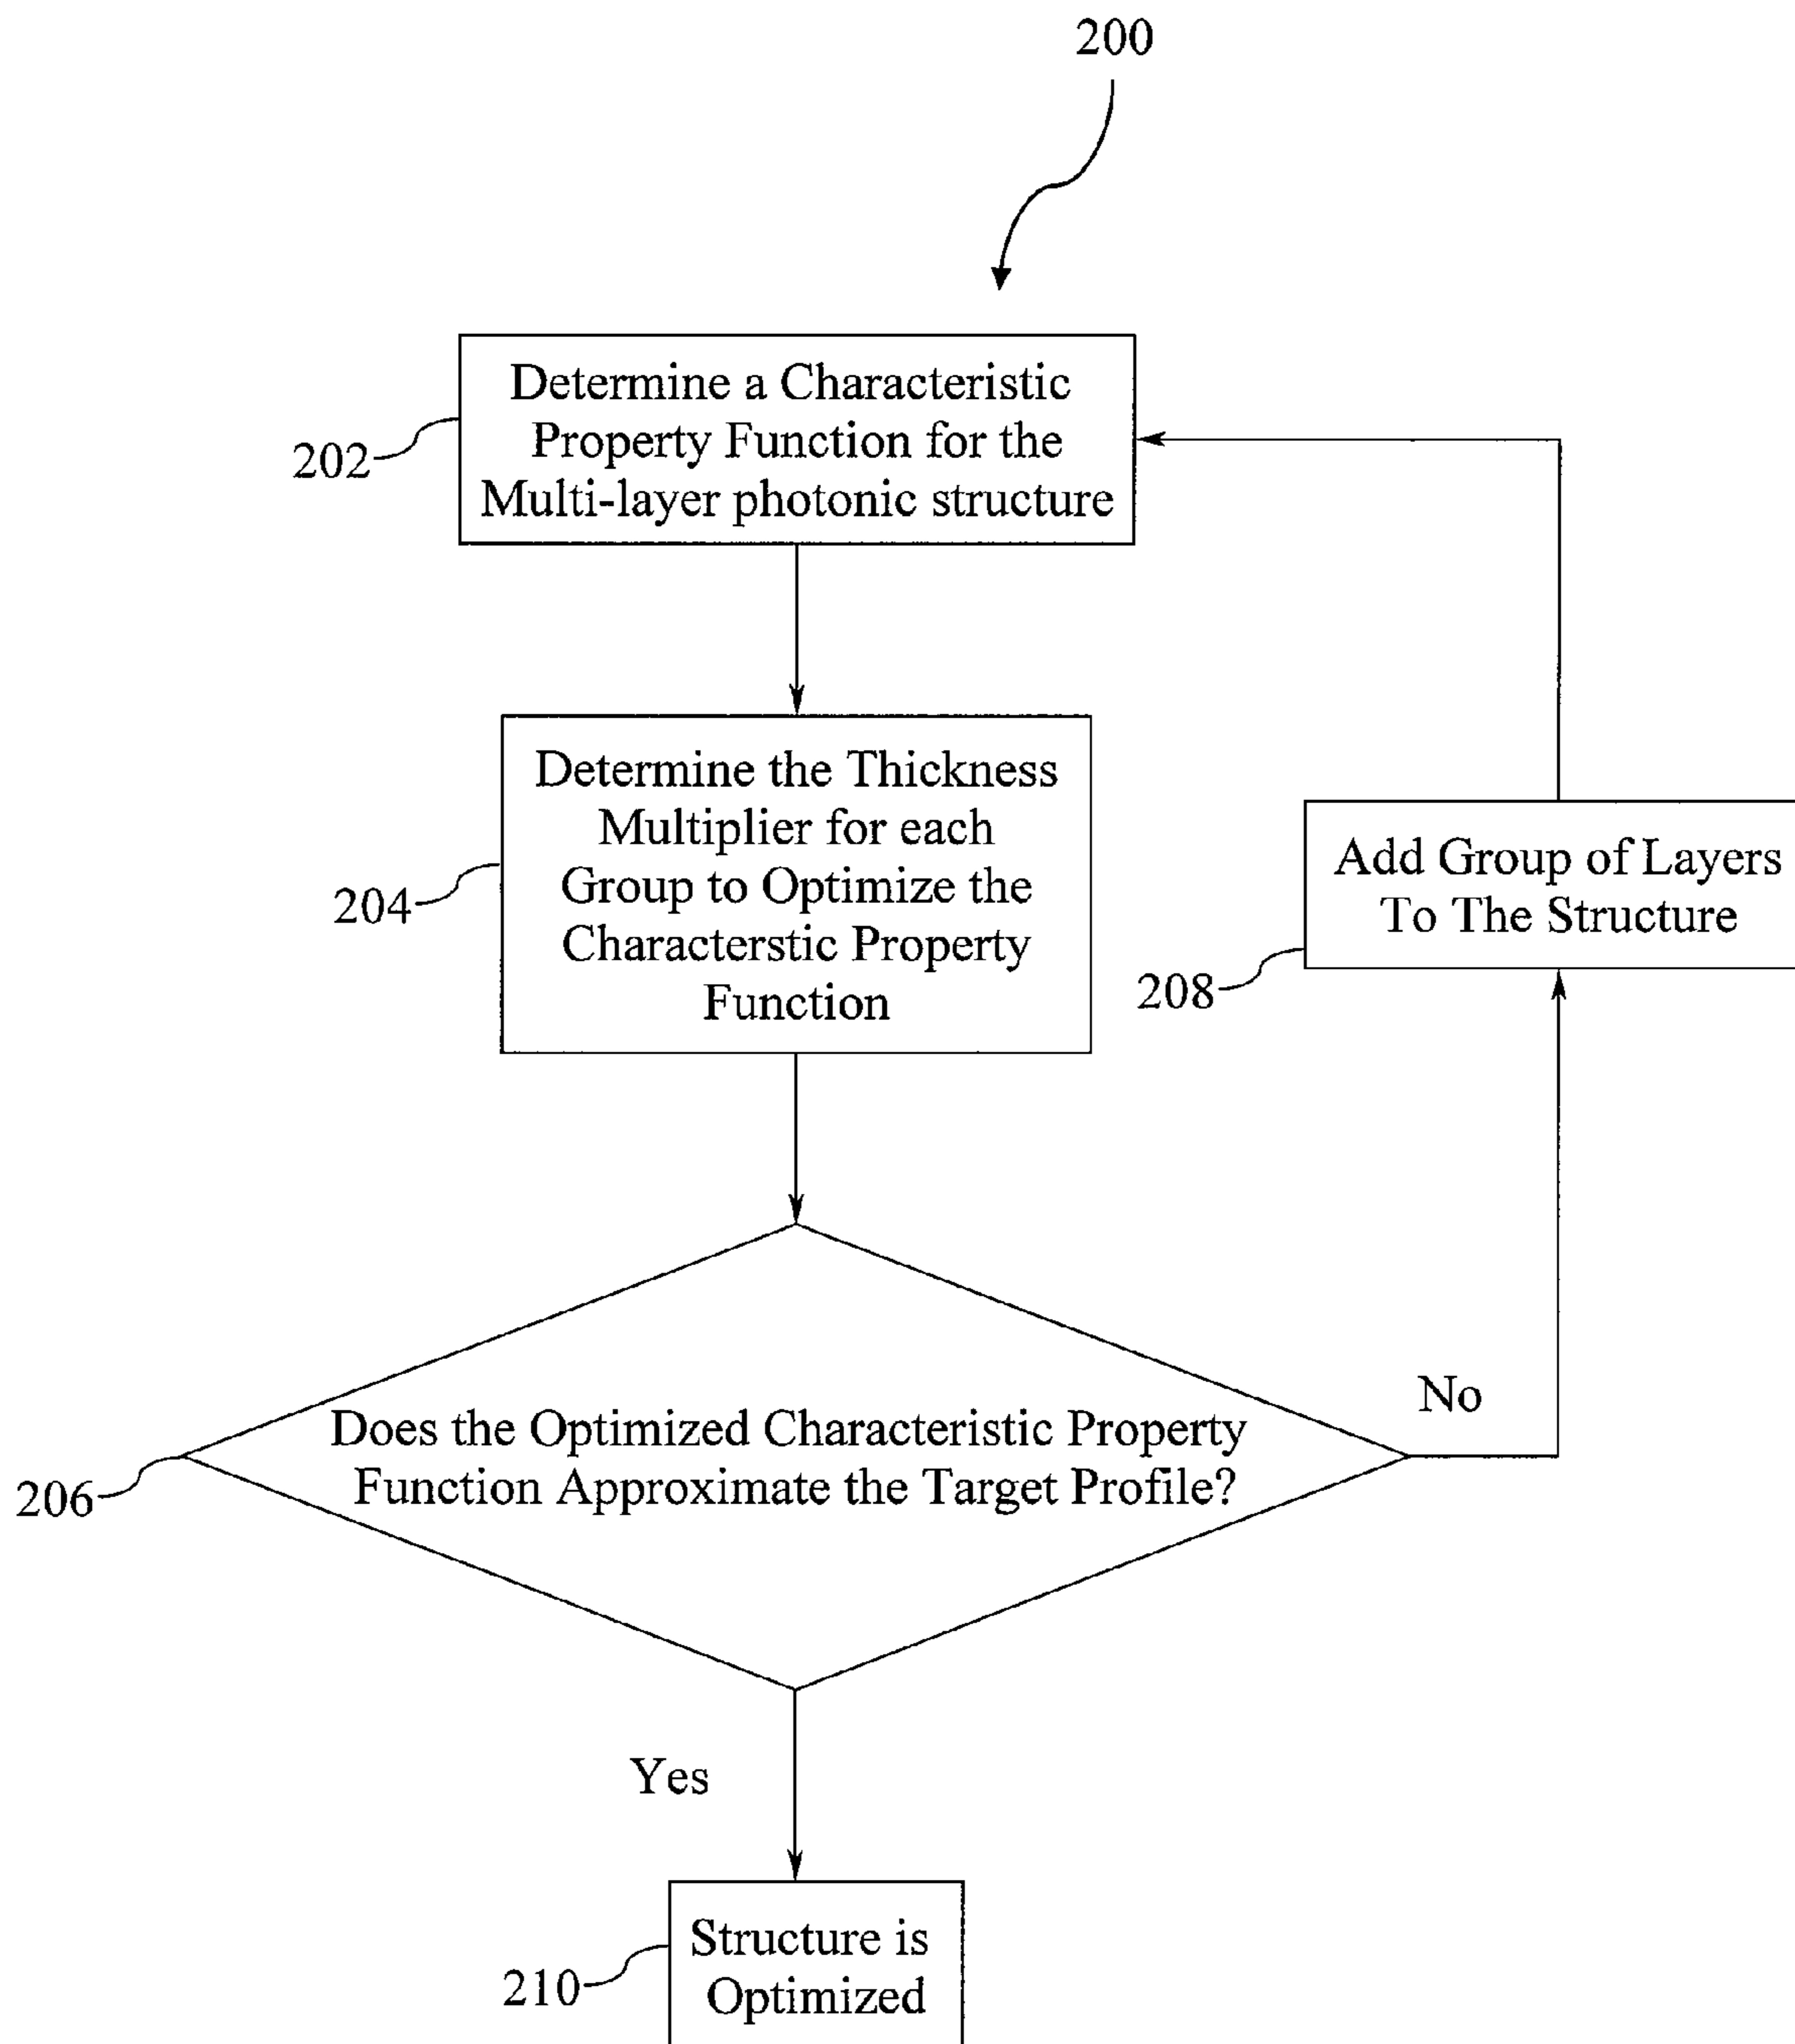 200
Determine a Characteristic
Property Function for the
Multi-layer photonic structure
202
Determine the Thickness
Multiplier for each
Group to Optimize the
Characterstic Property
Function
204
Add Group of Layers
To The Structure
208
No
Does the Optimized Characteristic Property
Function Approximate the Target Profile?
206
Yes
Structure is
Optimized
210